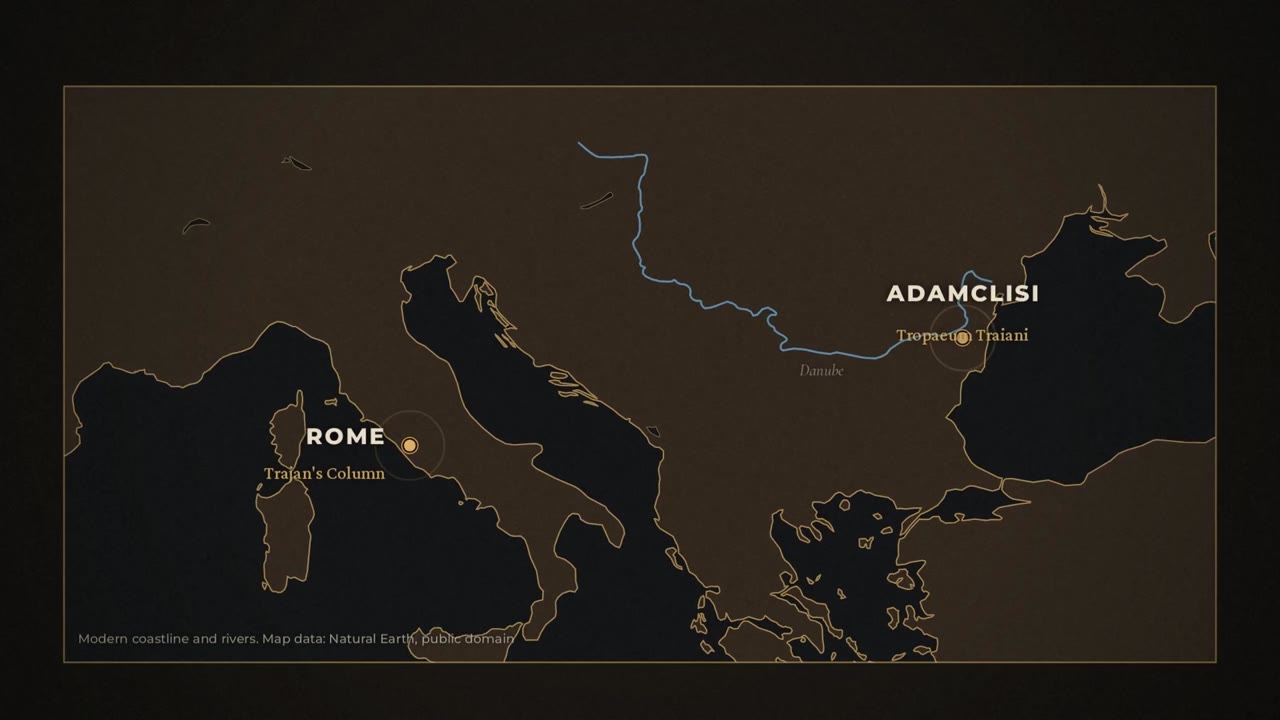 ADAMCLISI
Tropaeum Traiani
Danube
ROME
Trajan's Column
Modern coastline and rivers. Map data: Natural Earth, public domain